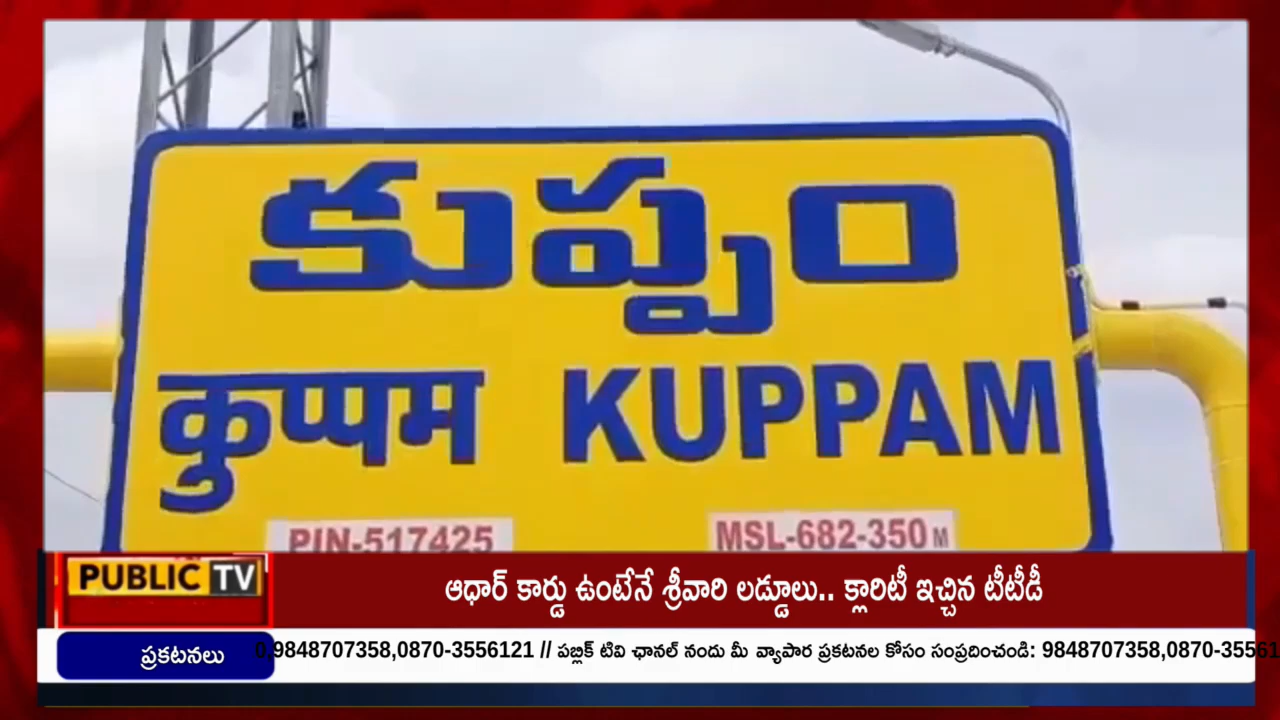 కుప్పం
कुप्पम KUPPAM
PIN-517425 MSL-682-350 M
PUBLIC TV
ఆధార్ కార్డు ఉంటేనే శ్రీవారి లడ్డూలు.. క్లారిటీ ఇచ్చిన టీటీడీ
ప్రకటనలు
0,9848707358,0870-3556121 // పబ్లిక్ టివి ఛానల్ నందు మీ వ్యాపార ప్రకటనల కోసం సంప్రదించండి: 9848707358,0870-35561